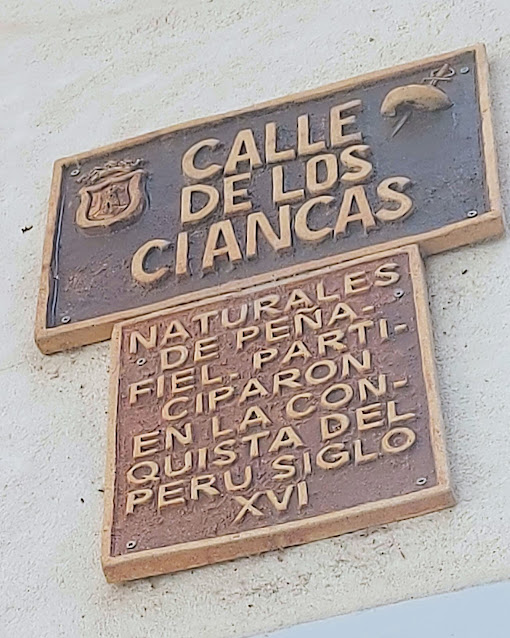 CALLE
DE LOS
CIANCAS
NATURALES
DE PEÑA-
FIEL. PARTI-
CIPARON
EN LA CON-
QUISTA DEL
PERU SIGLO
XVI